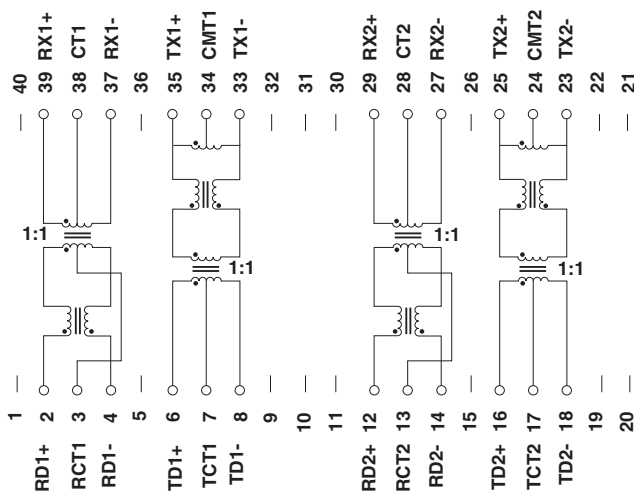 40
39 RX1+
38 CT1
37 RX1-
36
35 TX1+
34 CMT1
33 TX1-
32
31
30
29 RX2+
28 CT2
27 RX2-
26
25 TX2+
24 CMT2
23 TX2-
22
21
1:1
1:1
1:1
1:1
1
RD1+ 2
RCT1 3
RD1- 4
5
TD1+ 6
TCT1 7
TD1- 8
9
10
11
RD2+ 12
RCT2 13
RD2- 14
15
TD2+ 16
TCT2 17
TD2- 18
19
20